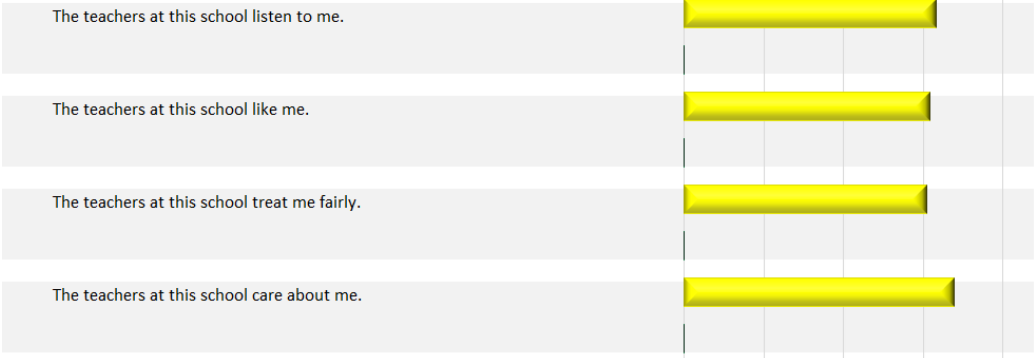 The teachers at this school listen to me.
The teachers at this school like me.
The teachers at this school treat me fairly.
The teachers at this school care about me.